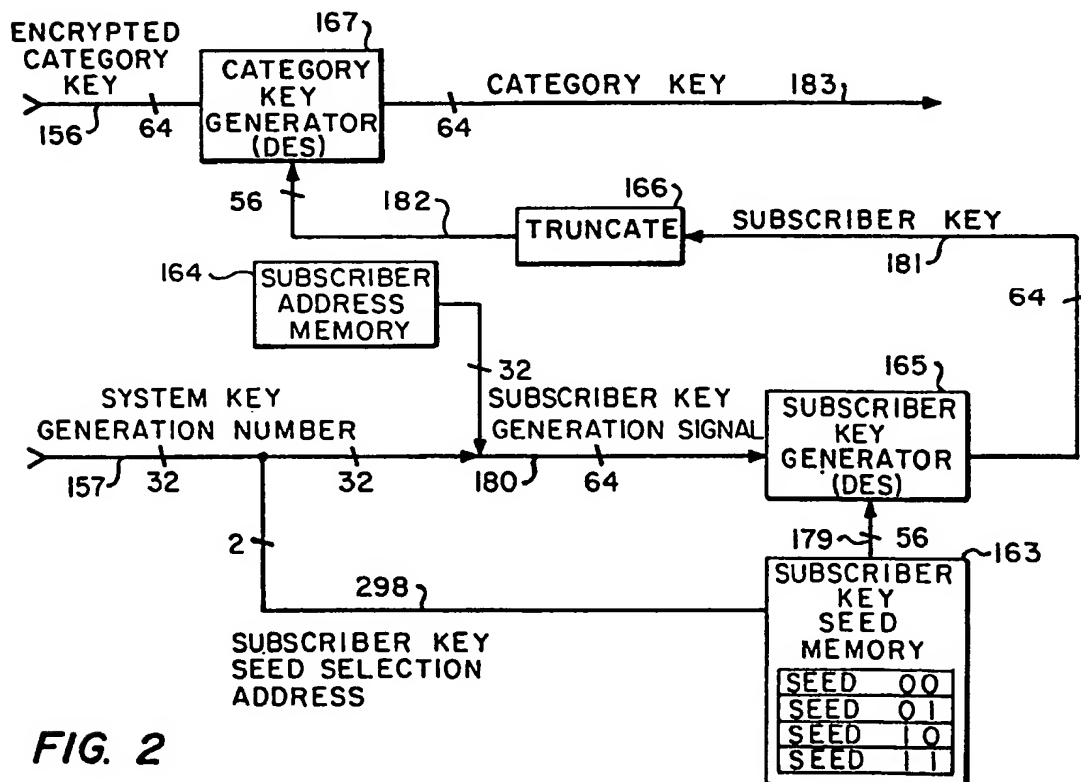 ENCRYPTED
CATEGORY
KEY
156
64
167
CATEGORY
KEY
GENERATOR
(DES)
64
CATEGORY KEY 183
56
182
166
TRUNCATE
SUBSCRIBER KEY
181
64
164
SUBSCRIBER
ADDRESS
MEMORY
32
SYSTEM KEY
GENERATION NUMBER
157
32
32
SUBSCRIBER KEY
GENERATION SIGNAL
180
64
165
SUBSCRIBER
KEY
GENERATOR
(DES)
2
298
SUBSCRIBER KEY
SEED SELECTION
ADDRESS
179
56
163
SUBSCRIBER
KEY
SEED
MEMORY
SEED 00
SEED 01
SEED 10
SEED 11
FIG. 2